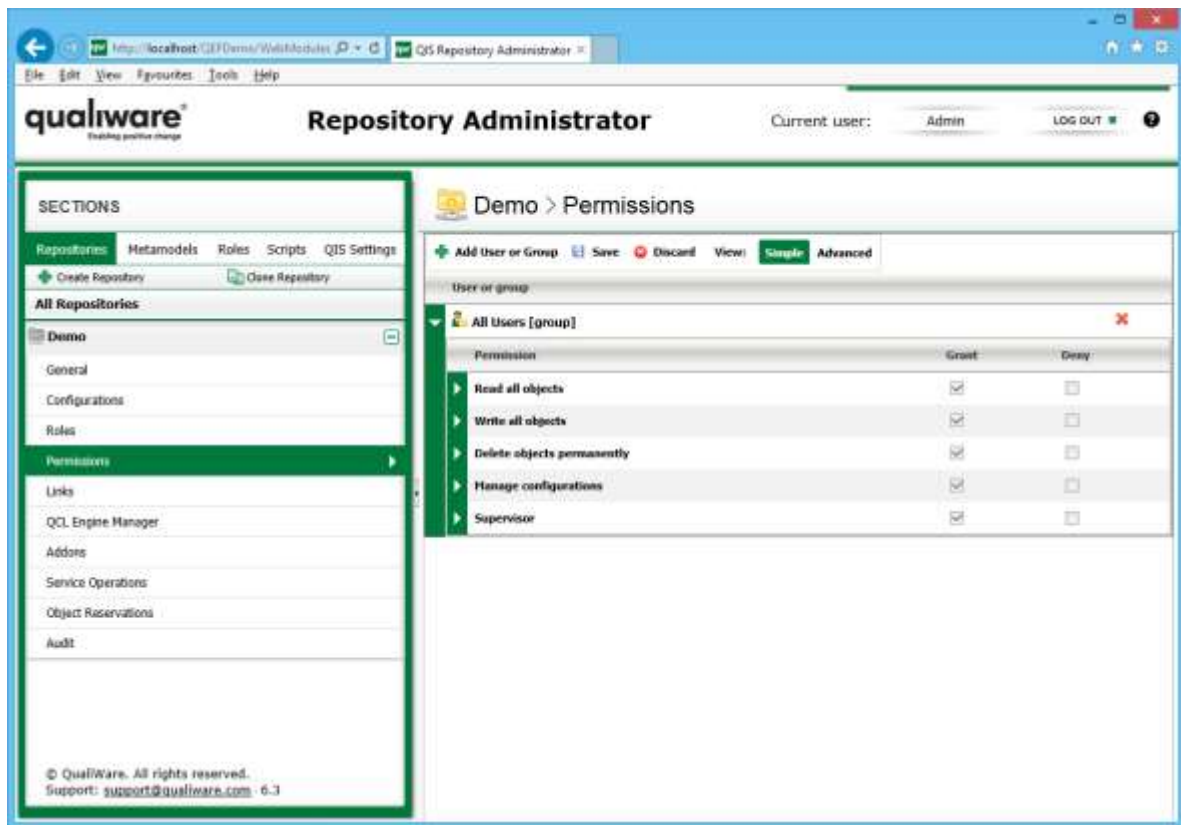 http://localhost/QEFDemo/WebModules
QIS Repository Administrator
File Edit View Favourites Tools Help
qualiware®
Enabling positive change
Repository Administrator
Current user: Admin LOG OUT
SECTIONS
Repositories Metamodels Roles Scripts QIS Settings
Create Repository Clone Repository
All Repositories
Demo
General
Configurations
Roles
Permissions
Links
QCL Engine Manager
Addons
Service Operations
Object Reservations
Audit
© QualiWare. All rights reserved.
Support: support@qualiware.com 6.3
Demo > Permissions
Add User or Group Save Discard View: Simple Advanced
User or group
All Users [group]
Permission Grant Deny
Read all objects
Write all objects
Delete objects permanently
Manage configurations
Supervisor